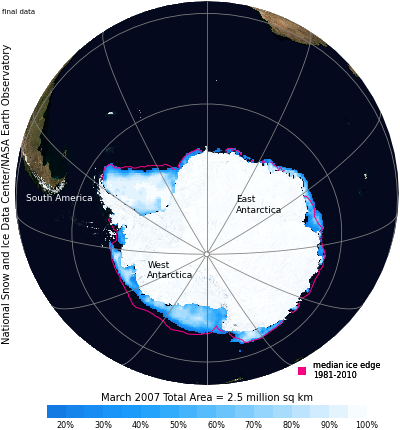 final data
National Snow and Ice Data Center/NASA Earth Observatory
South America
East
Antarctica
West
Antarctica
median ice edge
1981-2010
March 2007 Total Area = 2.5 million sq km
20% 30% 40% 50% 60% 70% 80% 90% 100%